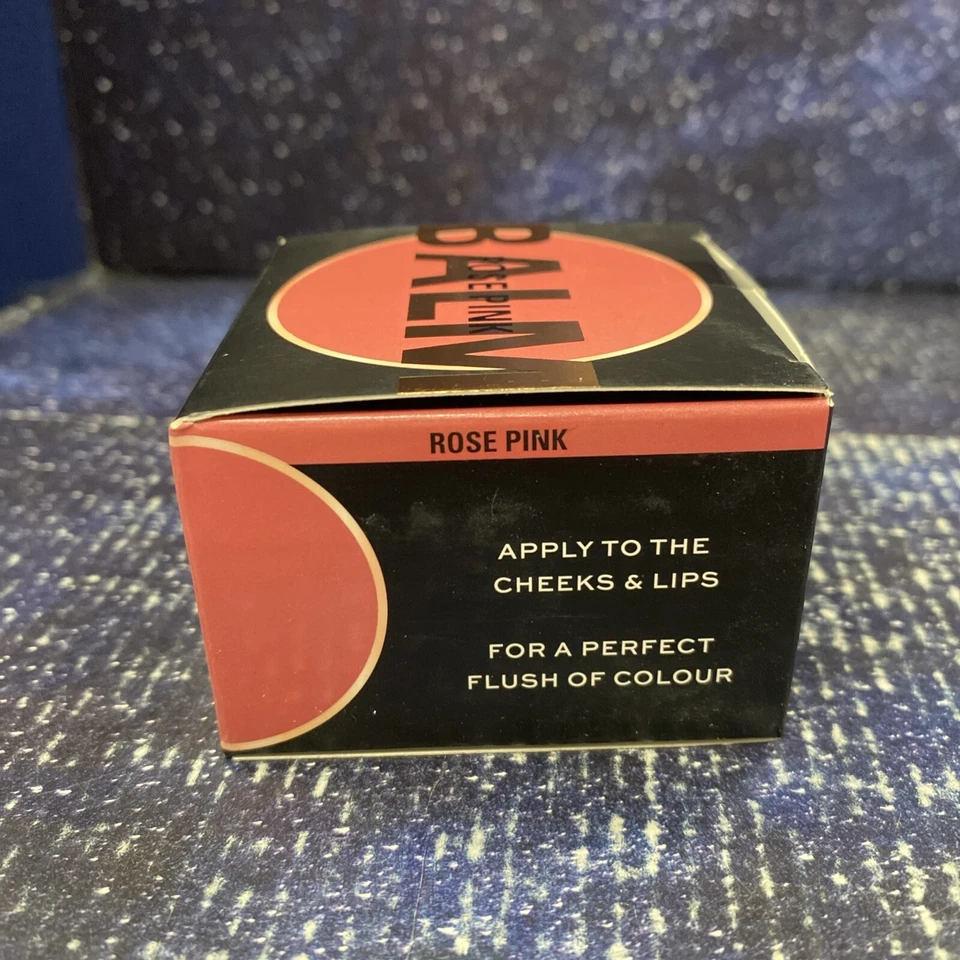 BALM
ROSE PINK
ROSE PINK
APPLY TO THE
CHEEKS & LIPS
FOR A PERFECT
FLUSH OF COLOUR